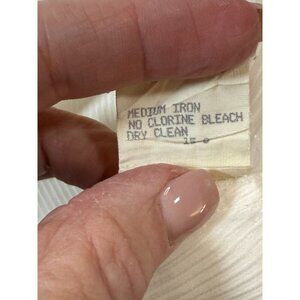 MEDIUM IRON
NO CLORINE BLEACH
DRY CLEAN